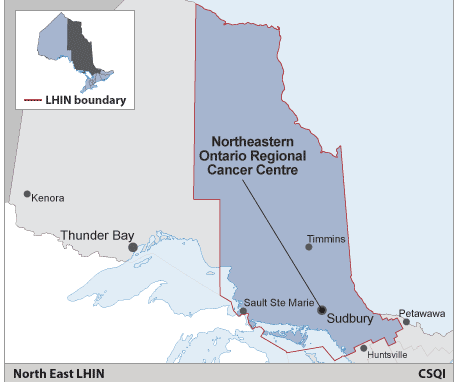 LHIN boundary
Northeastern
Ontario Regional
Cancer Centre
Kenora
Thunder Bay
Timmins
Sault Ste Marie
Sudbury
Petawawa
Huntsville
North East LHIN
CSQI